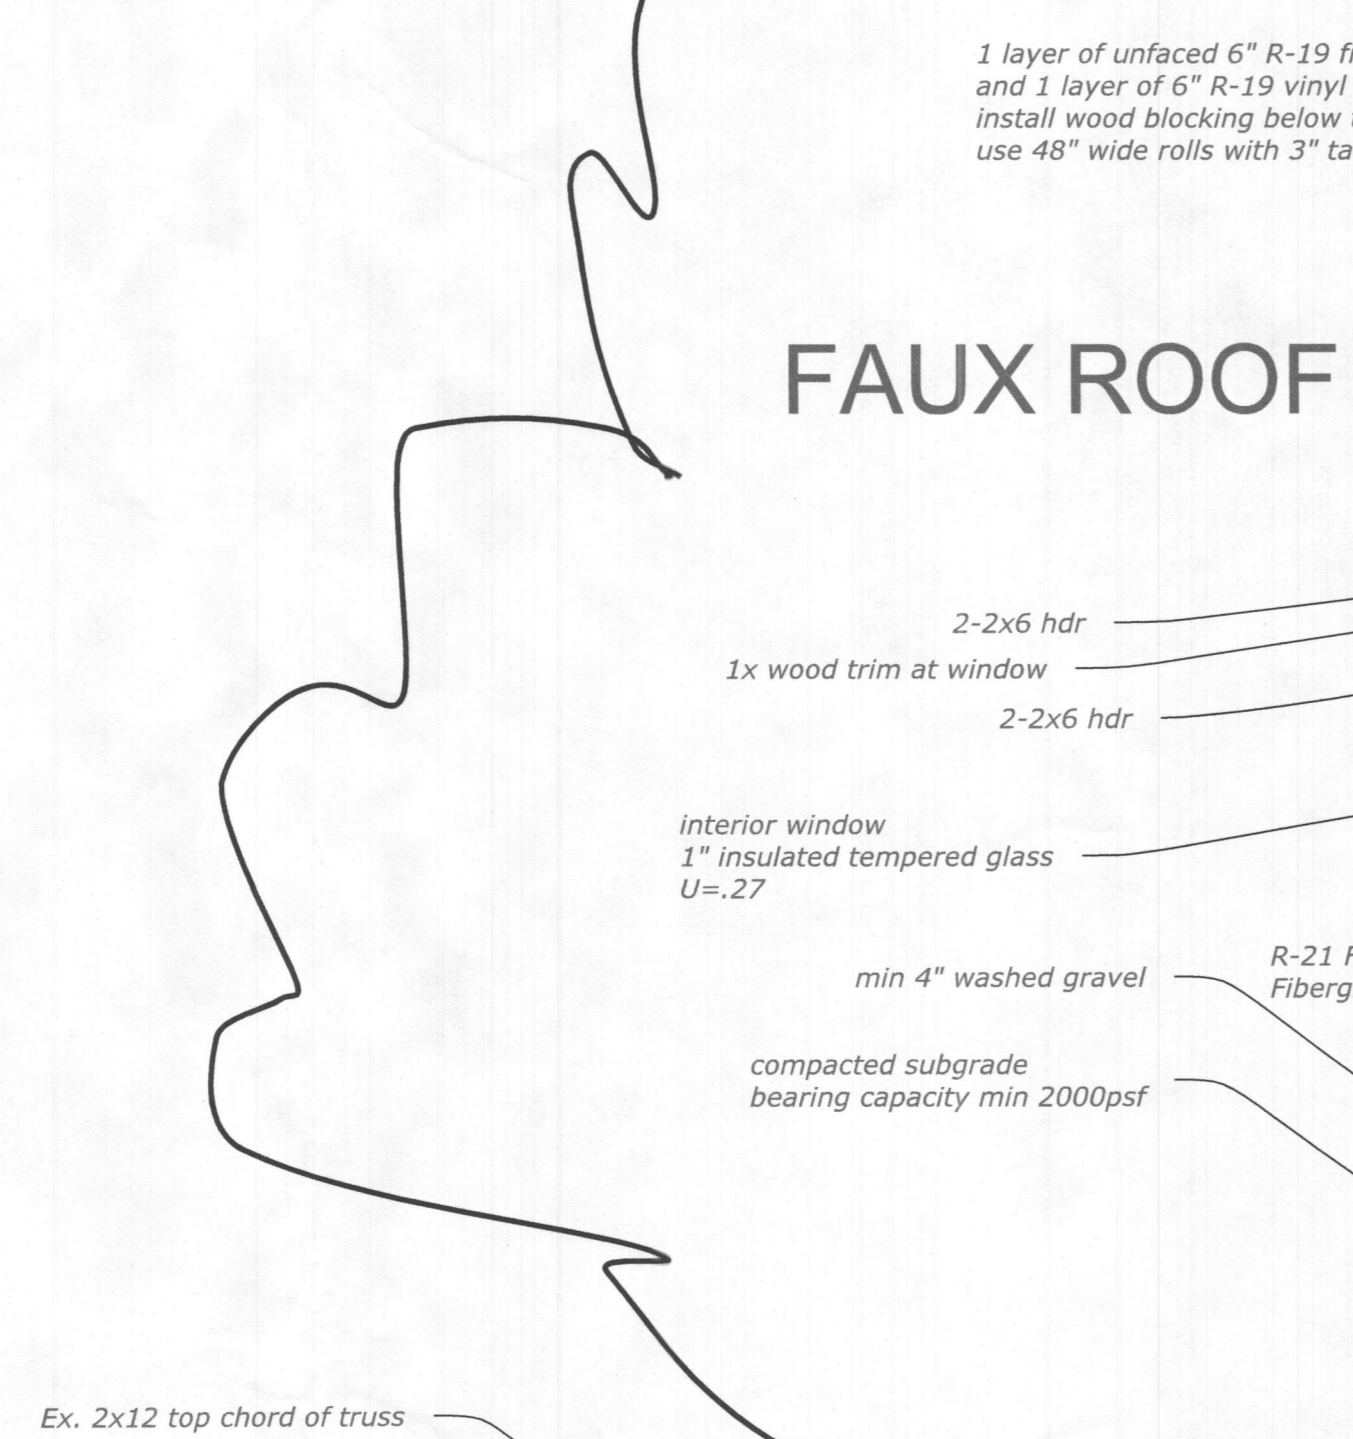 1 layer of unfaced 6" R-19
and 1 layer of 6" R-19 vinyl
install wood blocking below
use 48" wide rolls with 3"
FAUX ROOF
2-2x6 hdr
1x wood trim at window
2-2x6 hdr
interior window
1" insulated tempered glass
U=.27
R-21
min 4" washed gravel
Fiberg
compacted subgrade
bearing capacity min 2000psf
Ex. 2x12 top chord of truss